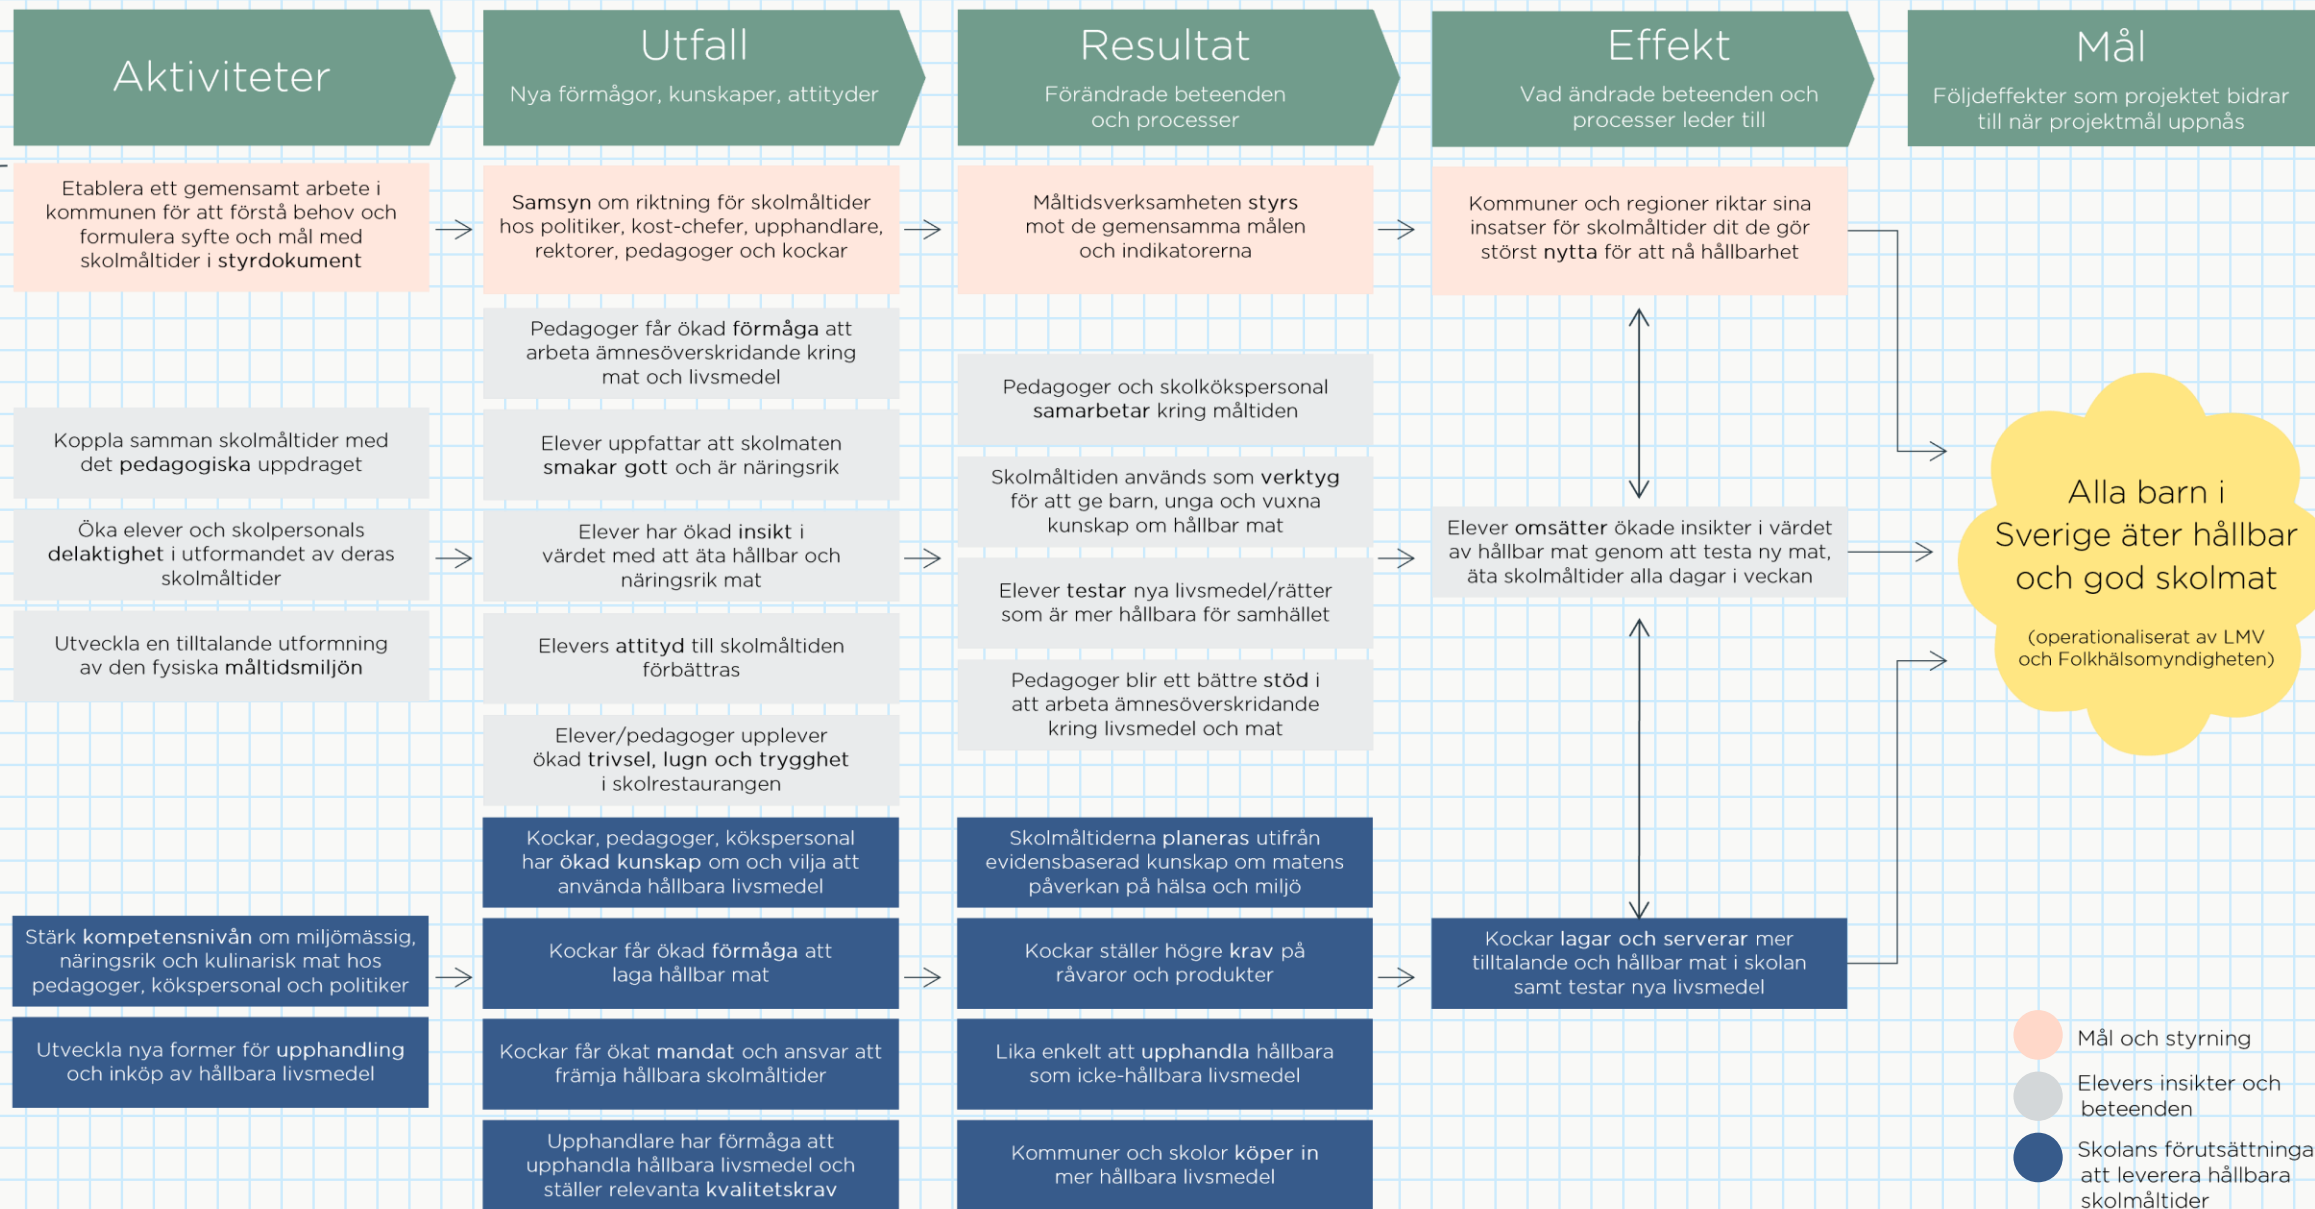 Aktiviteter
Utfall
Nya förmågor, kunskaper, attityder
Resultat
Förändrade beteenden
och processer
Effekt
Vad ändrade beteenden och
processer leder till
Mål
Följdeffekter som projektet bidrar
till när projektmål uppnås
Etablera ett gemensamt arbete i
kommunen för att förstå behov och
formulera syfte och mål med
skolmåltider i styrdokument
Samsyn om riktning för skolmåltider
hos politiker, kost-chefer, upphandlare,
rektorer, pedagoger och kockar
Måltidsverksamheten styrs
mot de gemensamma målen
och indikatorerna
Kommuner och regioner riktar sina
insatser för skolmåltider dit de gör
störst nytta för att nå hållbarhet
Koppla samman skolmåltider med
det pedagogiska uppdraget
Öka elever och skolpersonals
delaktighet i utformandet av deras
skolmåltider
Utveckla en tilltalande utformning
av den fysiska måltidsmiljön
Pedagoger får ökad förmåga att
arbeta ämnesöverskridande kring
mat och livsmedel
Elever uppfattar att skolmaten
smakar gott och är näringsrik
Elever har ökad insikt i
värdet med att äta hållbar och
näringsrik mat
Elevers attityd till skolmåltiden
förbättras
Elever/pedagoger upplever
ökad trivsel, lugn och trygghet
i skolrestaurangen
Pedagoger och skolkökspersonal
samarbetar kring måltiden
Skolmåltiden används som verktyg
för att ge barn, unga och vuxna
kunskap om hållbar mat
Elever testar nya livsmedel/rätter
som är mer hållbara för samhället
Pedagoger blir ett bättre stöd i
att arbeta ämnesöverskridande
kring livsmedel och mat
Elever omsätter ökade insikter i värdet
av hållbar mat genom att testa ny mat,
äta skolmåltider alla dagar i veckan
Alla barn i
Sverige äter hållbar
och god skolmat
(operationaliserat av LMV
och Folkhälsomyndigheten)
Stärk kompetensnivån om miljömässig,
näringsrik och kulinarisk mat hos
pedagoger, kökspersonal och politiker
Utveckla nya former för upphandling
och inköp av hållbara livsmedel
Kockar, pedagoger, kökspersonal
har ökad kunskap om och vilja att
använda hållbara livsmedel
Kockar får ökad förmåga att
laga hållbar mat
Kockar får ökat mandat och ansvar att
främja hållbara skolmåltider
Upphandlare har förmåga att
upphandla hållbara livsmedel och
ställer relevanta kvalitetskrav
Skolmåltiderna planeras utifrån
evidensbaserad kunskap om matens
påverkan på hälsa och miljö
Kockar ställer högre krav på
råvaror och produkter
Lika enkelt att upphandla hållbara
som icke-hållbara livsmedel
Kommuner och skolor köper in
mer hållbara livsmedel
Kockar lagar och serverar mer
tilltalande och hållbar mat i skolan
samt testar nya livsmedel
Mål och styrning
Elevers insikter och
beteenden
Skolans förutsättninga
att leverera hållbara
skolmåltider